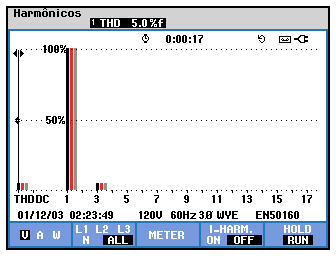 Harmônicos
1 THD 5.0%f
0:00:17
100%
50%
THDDC 1 3 5 7 9 11 13 15 17
01/12/03 02:23:49 120V 60Hz 3Ø WYE EN50160
V A W L1 L2 L3 N ALL METER I-HARM. ON OFF HOLD RUN